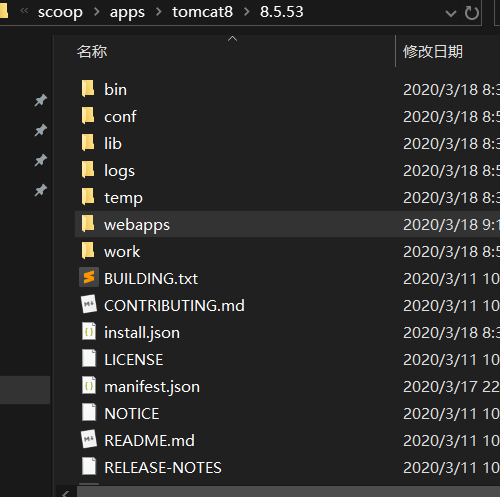 « scoop > apps > tomcat8 > 8.5.53
名称 修改日期
bin 2020/3/18 8:3
conf 2020/3/18 8:5
lib 2020/3/18 8:3
logs 2020/3/18 8:5
temp 2020/3/18 8:3
webapps 2020/3/18 9:1
work 2020/3/18 8:5
BUILDING.txt 2020/3/11 10
CONTRIBUTING.md 2020/3/11 10
install.json 2020/3/18 8:3
LICENSE 2020/3/11 10
manifest.json 2020/3/17 22
NOTICE 2020/3/11 10
README.md 2020/3/11 10
RELEASE-NOTES 2020/3/11 10